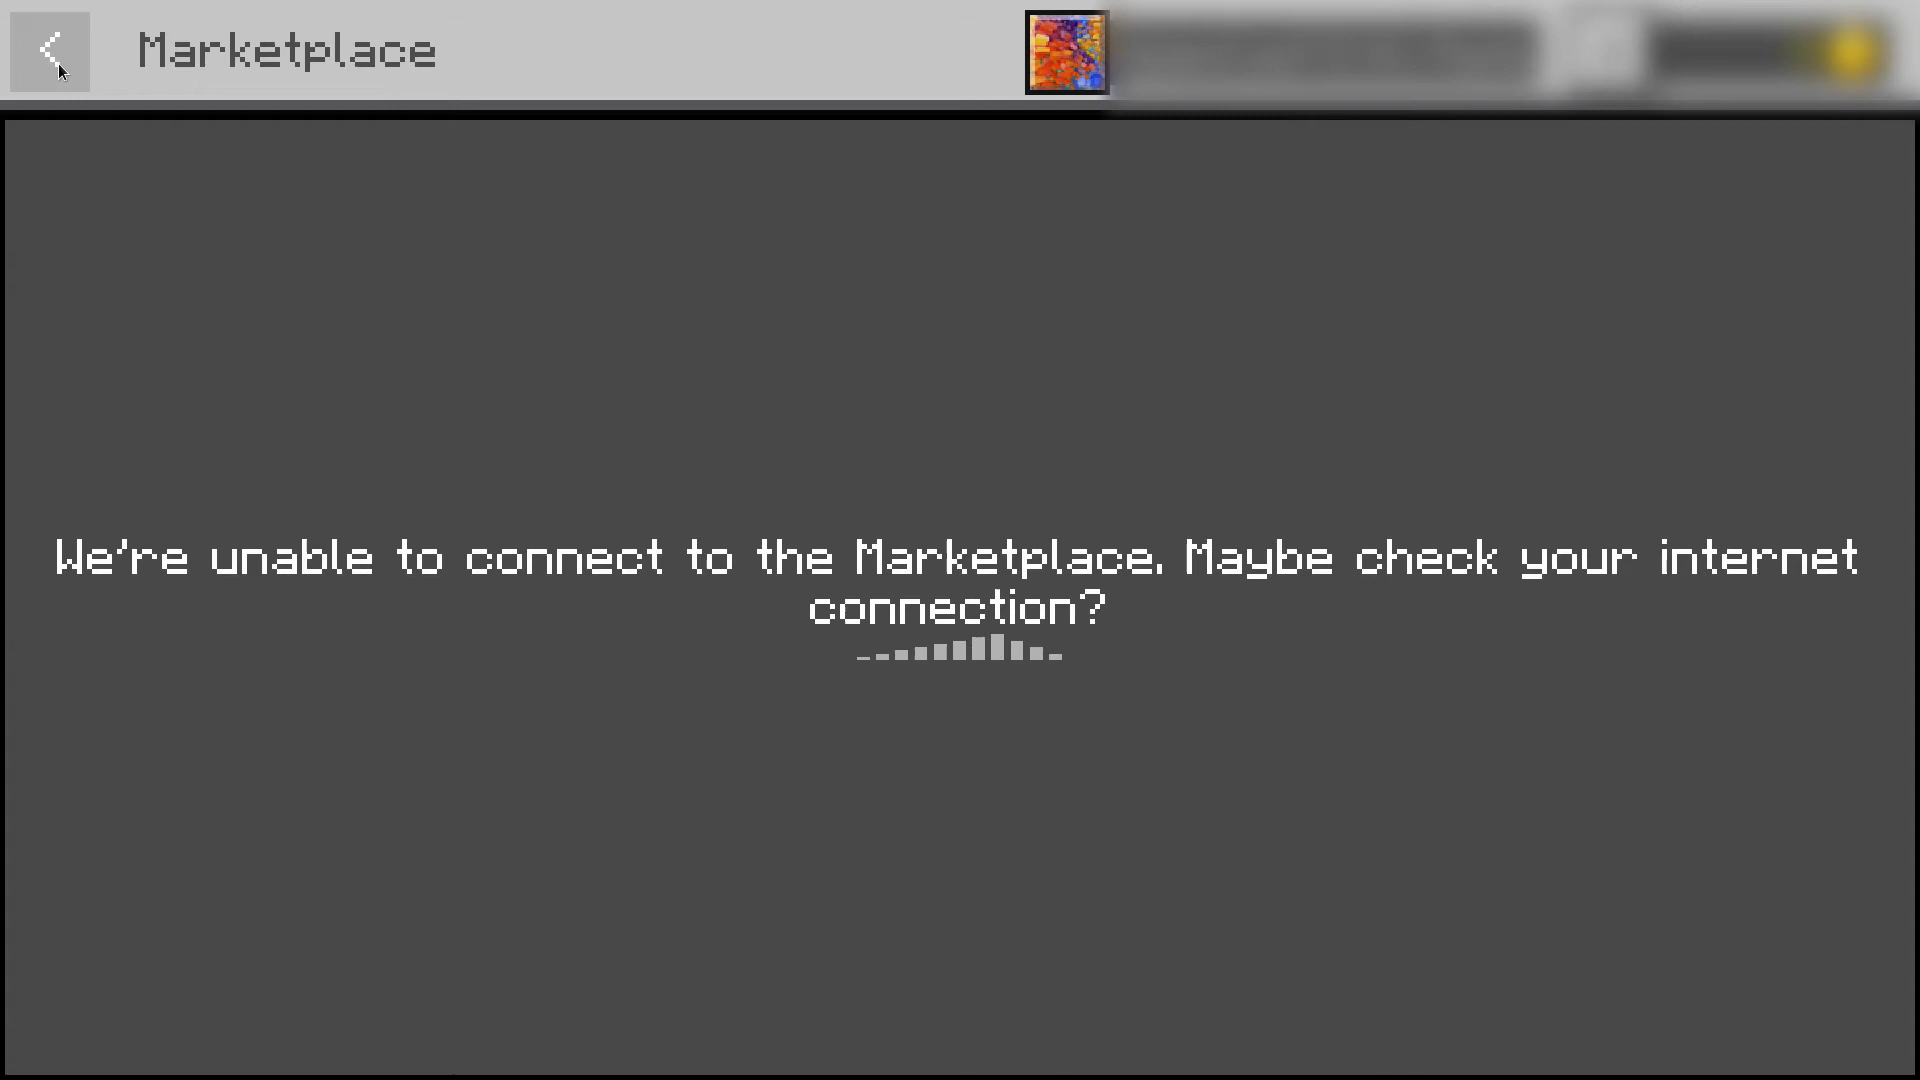 Marketplace
We're unable to connect to the Marketplace. Maybe check your internet
connection?